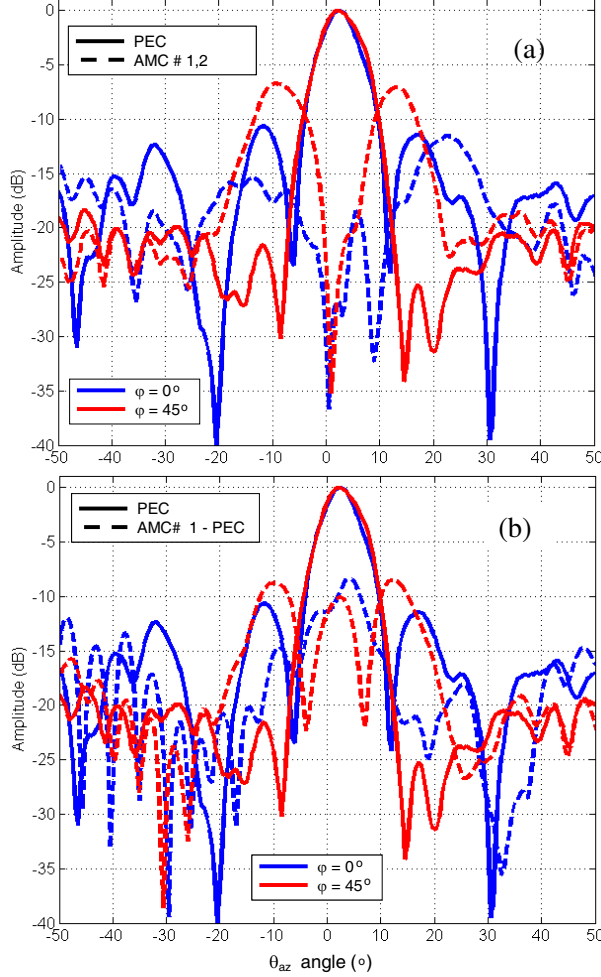 0
-5
-10
-15
-20
-25
-30
-35
-40
Amplitude (dB)
PEC
AMC # 1,2
(a)
φ = 0º
φ = 45º
-50 -40 -30 -20 -10 0 10 20 30 40 50
0
-5
-10
-15
-20
-25
-30
-35
-40
Amplitude (dB)
PEC
AMC# 1 - PEC
(b)
φ = 0º
φ = 45º
-50 -40 -30 -20 -10 0 10 20 30 40 50
θaz angle (º)